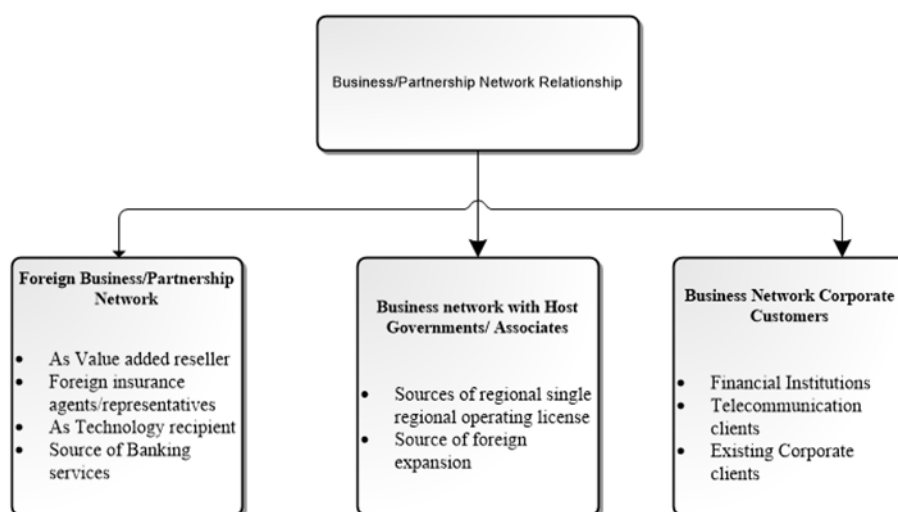 Business/Partnership Network Relationship
Foreign Business/Partnership
Network
• As Value added reseller
• Foreign insurance
agents/representatives
• As Technology recipient
• Source of Banking
services
Business network with Host
Governments/ Associates
• Sources of regional single
regional operating license
• Source of foreign
expansion
Business Network Corporate
Customers
• Financial Institutions
• Telecommunication
clients
• Existing Corporate
clients